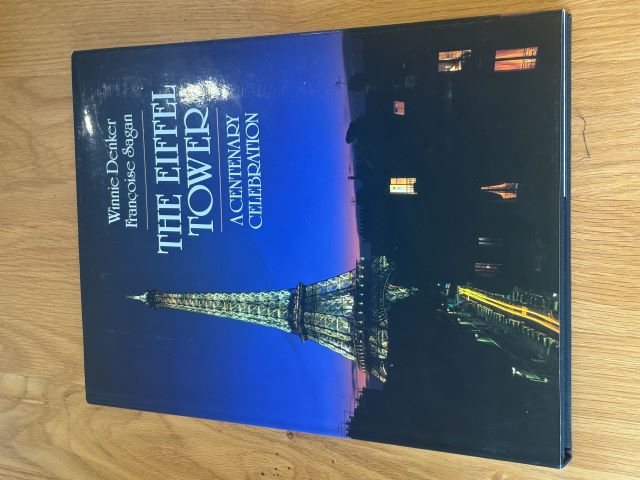 Winnie Denker
Françoise Sagan
THE EIFFEL
TOWER
A CENTENARY
CELEBRATION